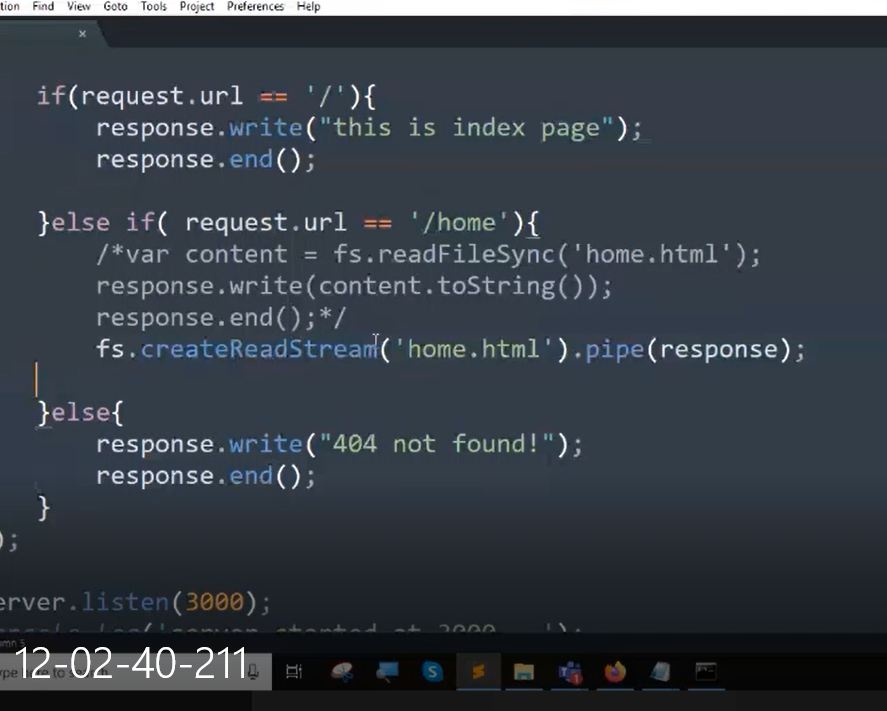 tion Find View Goto Tools Project Preferences Help
if(request.url == '/'){
response.write("this is index page");
response.end();
}else if( request.url == '/home'){
/*var content = fs.readFileSync('home.html');
response.write(content.toString());
response.end();*/
fs.createReadStream('home.html').pipe(response);
}else{
response.write("404 not found!");
response.end();
}
);
erver.listen(3000);
12-02-40-211